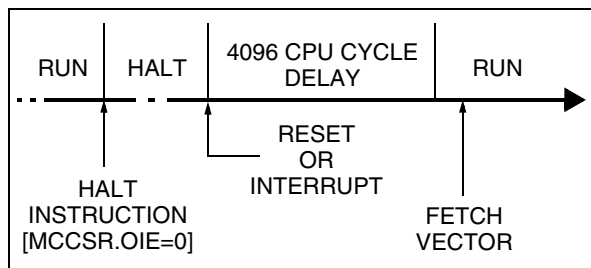 RUN
HALT
4096 CPU CYCLE
DELAY
RUN
RESET
OR
INTERRUPT
HALT
INSTRUCTION
[MCCSR.OIE=0]
FETCH
VECTOR